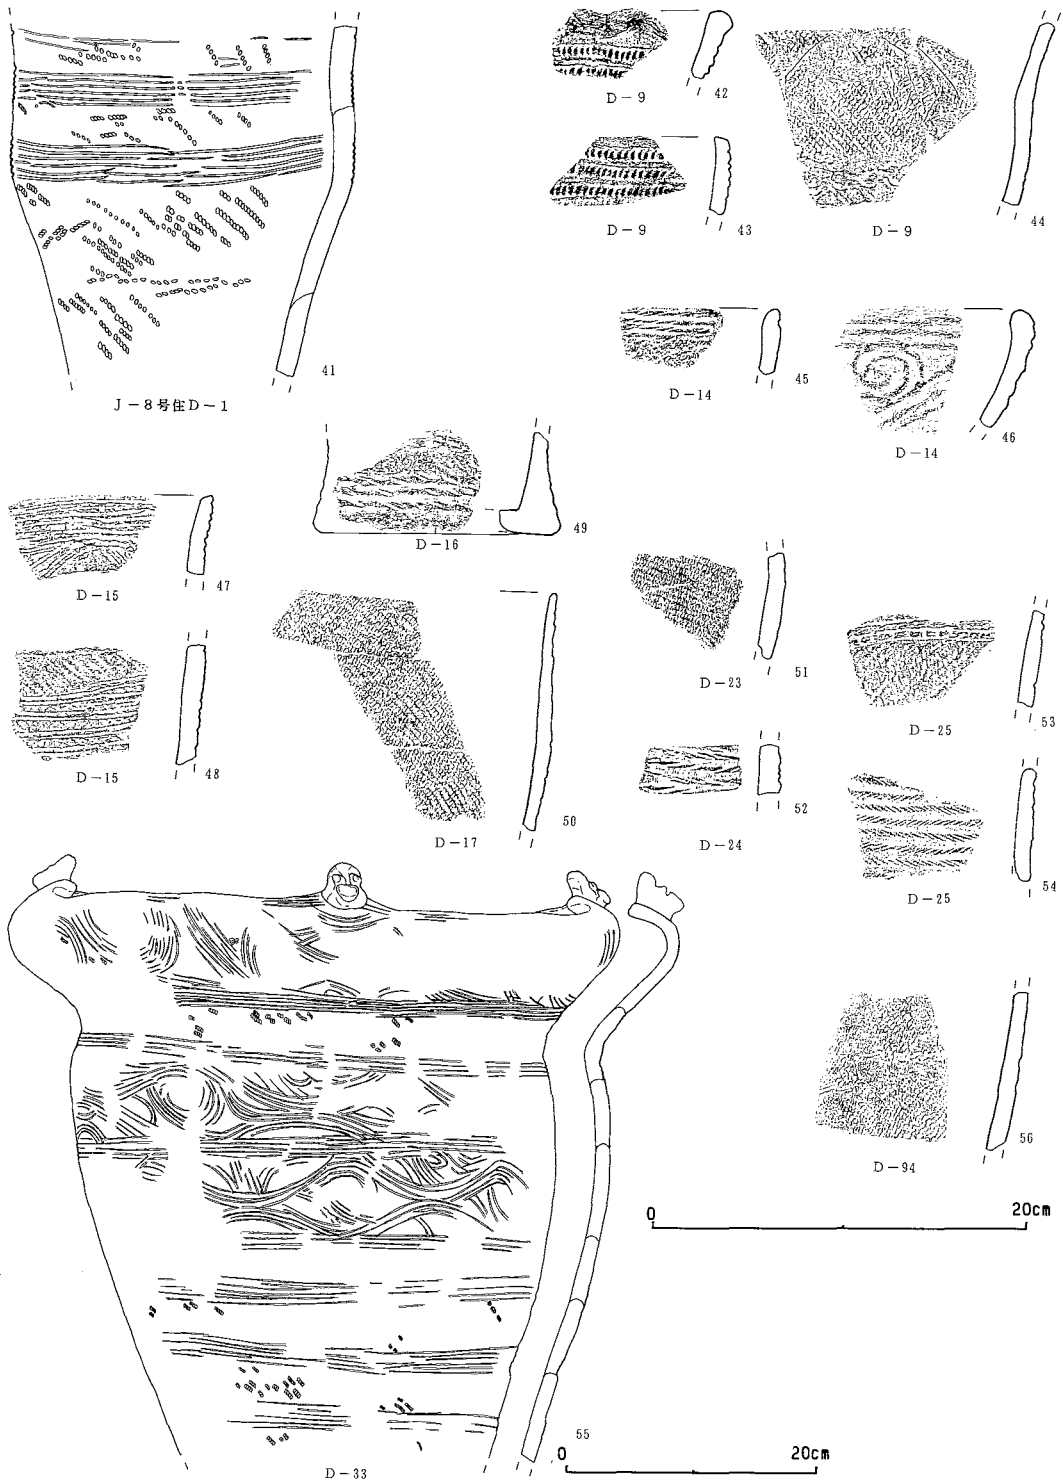 41
J-8号住D-1
D-9 42
D-9 43
D-9 44
D-14 45
D-14 46
D-15 47
D-15 48
D-16 49
D-17 50
D-23 51
D-24 52
D-25 53
D-25 54
D-33 55
D-94 56
0 20cm
0 20cm